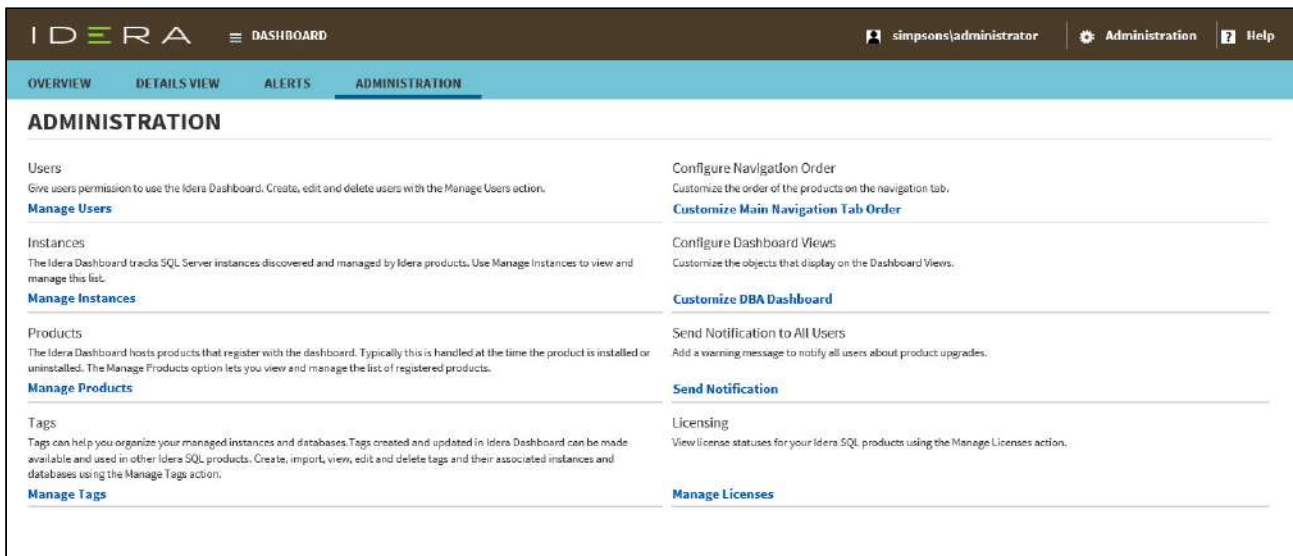 IDERA DASHBOARD simpsons\administrator Administration ? Help
OVERVIEW DETAILS VIEW ALERTS ADMINISTRATION
ADMINISTRATION
Users
Give users permission to use the Idera Dashboard. Create, edit and delete users with the Manage Users action.
Manage Users
Instances
The Idera Dashboard tracks SQL Server instances discovered and managed by Idera products. Use Manage Instances to view and
manage this list.
Manage Instances
Products
The Idera Dashboard hosts products that register with the dashboard. Typically this is handled at the time the product is installed or
uninstalled. The Manage Products option lets you view and manage the list of registered products.
Manage Products
Tags
Tags can help you organize your managed instances and databases.Tags created and updated in Idera Dashboard can be made
available and used in other Idera SQL products. Create, import, view, edit and delete tags and their associated instances and
databases using the Manage Tags action.
Manage Tags
Configure Navigation Order
Customize the order of the products on the navigation tab.
Customize Main Navigation Tab Order
Configure Dashboard Views
Customize the objects that display on the Dashboard Views.
Customize DBA Dashboard
Send Notification to All Users
Add a warning message to notify all users about product upgrades.
Send Notification
Licensing
View license statuses for your Idera SQL products using the Manage Licenses action.
Manage Licenses